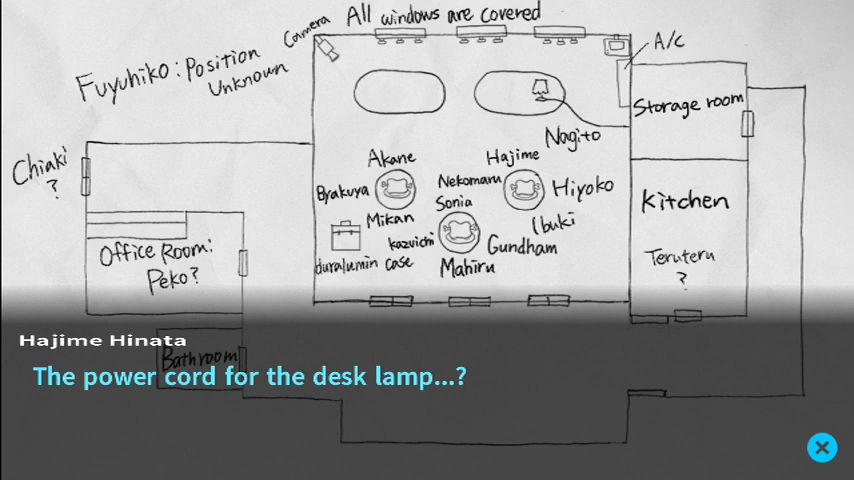 Camera
All windows are covered
A/C
Fuyuhiko: Position
Unknown
Storage room
Nagito
Chiaki
?
Akane
Hajime
Byakuya
Nekomaru
Hiyoko
Sonia
Mikan
Ibuki
Kitchen
kazuichi
Gundham
duralumin case
Mahiru
Office Room:
Peko?
Teruteru
?
Hajime Hinata
Bathroom
The power cord for the desk lamp...?